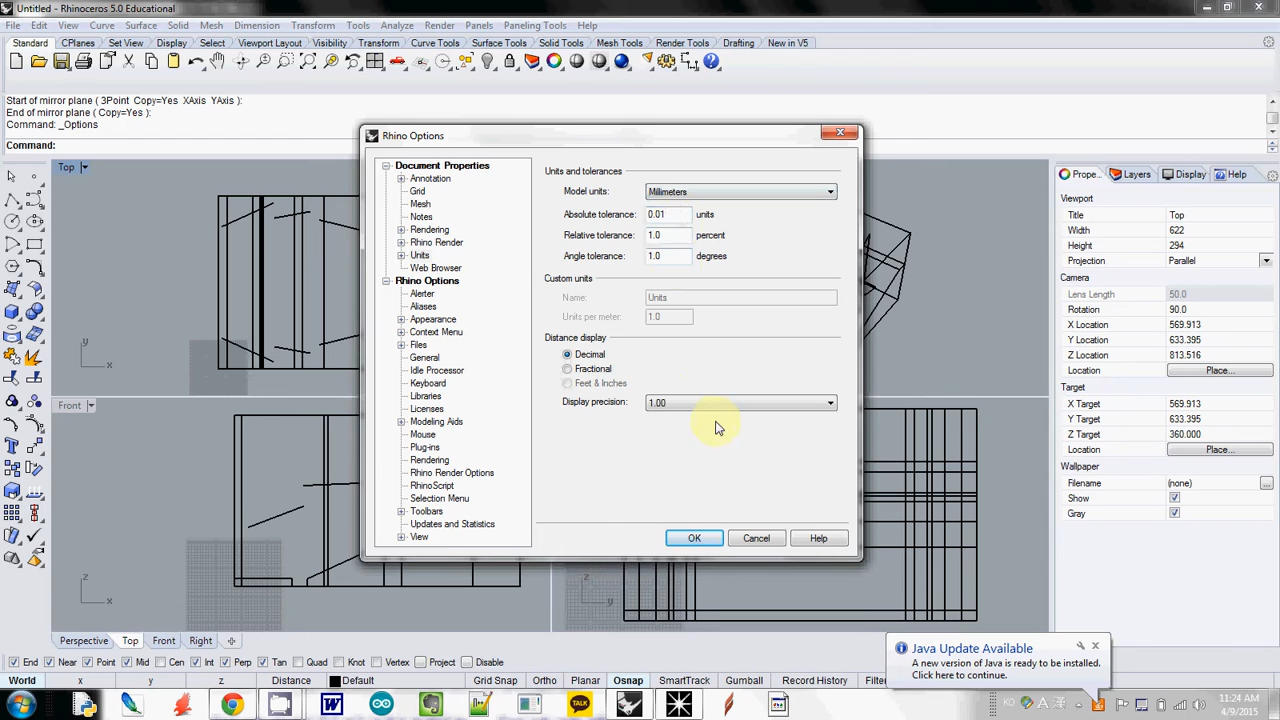 Untitled - Rhinoceros 5.0 Educational
File Edit View Curve Surface Solid Mesh Dimension Transform Tools Analyze Render Panels Paneling Tools Help
Standard CPlanes Set View Display Select Viewport Layout Visibility Transform Curve Tools Surface Tools Solid Tools Mesh Tools Render Tools Drafting New in V5
Start of mirror plane ( 3Point Copy=Yes XAxis YAxis ):
End of mirror plane ( Copy=Yes ):
Command: _Options
Command:
Top
Front
y
x
z
x
z
y
Rhino Options
Document Properties
Annotation
Grid
Mesh
Notes
Rendering
Rhino Render
Units
Web Browser
Rhino Options
Alerter
Aliases
Appearance
Context Menu
Files
General
Idle Processor
Keyboard
Libraries
Licenses
Modeling Aids
Mouse
Plug-ins
Rendering
Rhino Render Options
RhinoScript
Selection Menu
Toolbars
Updates and Statistics
View
Units and tolerances
Model units: Millimeters
Absolute tolerance: 0.01 units
Relative tolerance: 1.0 percent
Angle tolerance: 1.0 degrees
Custom units
Name: Units
Units per meter: 1.0
Distance display
Decimal
Fractional
Feet & Inches
Display precision: 1.00
OK Cancel Help
Prope... Layers Display Help
Viewport
Title Top
Width 622
Height 294
Projection Parallel
Camera
Lens Length 50.0
Rotation 90.0
X Location 569.913
Y Location 633.395
Z Location 813.516
Location Place...
Target
X Target 569.913
Y Target 633.395
Z Target 360.000
Location Place...
Wallpaper
Filename (none) ...
Show
Gray
Perspective Top Front Right
End Near Point Mid Cen Int Perp Tan Quad Knot Vertex Project Disable
World x y z Distance Default Grid Snap Ortho Planar Osnap SmartTrack Gumball Record History Filter
Java Update Available
A new version of Java is ready to be installed.
Click here to continue.
TALK
KO
11:24 AM
4/9/2015